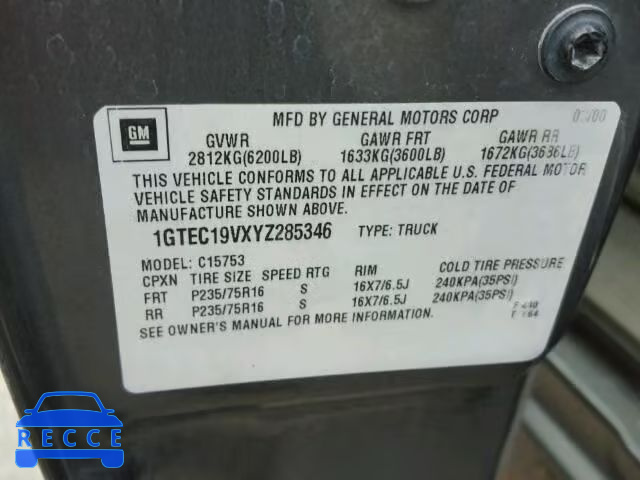 GM
MFD BY GENERAL MOTORS CORP
GVWR GAWR FRT GAWR RR
2812KG(6200LB) 1633KG(3600LB) 1672KG(3686LB)
THIS VEHICLE CONFORMS TO ALL APPLICABLE U.S. FEDERAL MOTOR
VEHICLE SAFETY STANDARDS IN EFFECT ON THE DATE OF
MANUFACTURE SHOWN ABOVE.
1GTEC19VXYZ285346 TYPE: TRUCK
MODEL: C15753
CPXN TIRE SIZE SPEED RTG RIM COLD TIRE PRESSURE
FRT P235/75R16 S 16X7/6.5J 240KPA(35PSI)
RR P235/75R16 S 16X7/6.5J 240KPA(35PSI)
SEE OWNER'S MANUAL FOR MORE INFORMATION.
RECCE